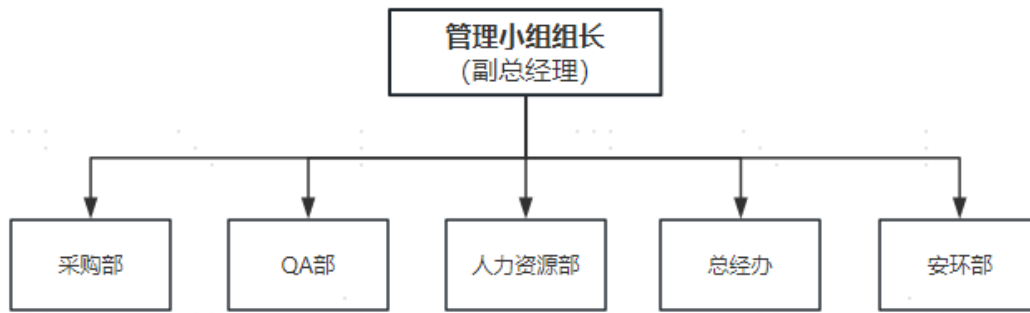 管理小组组长
(副总经理)
采购部
QA部
人力资源部
总经办
安环部